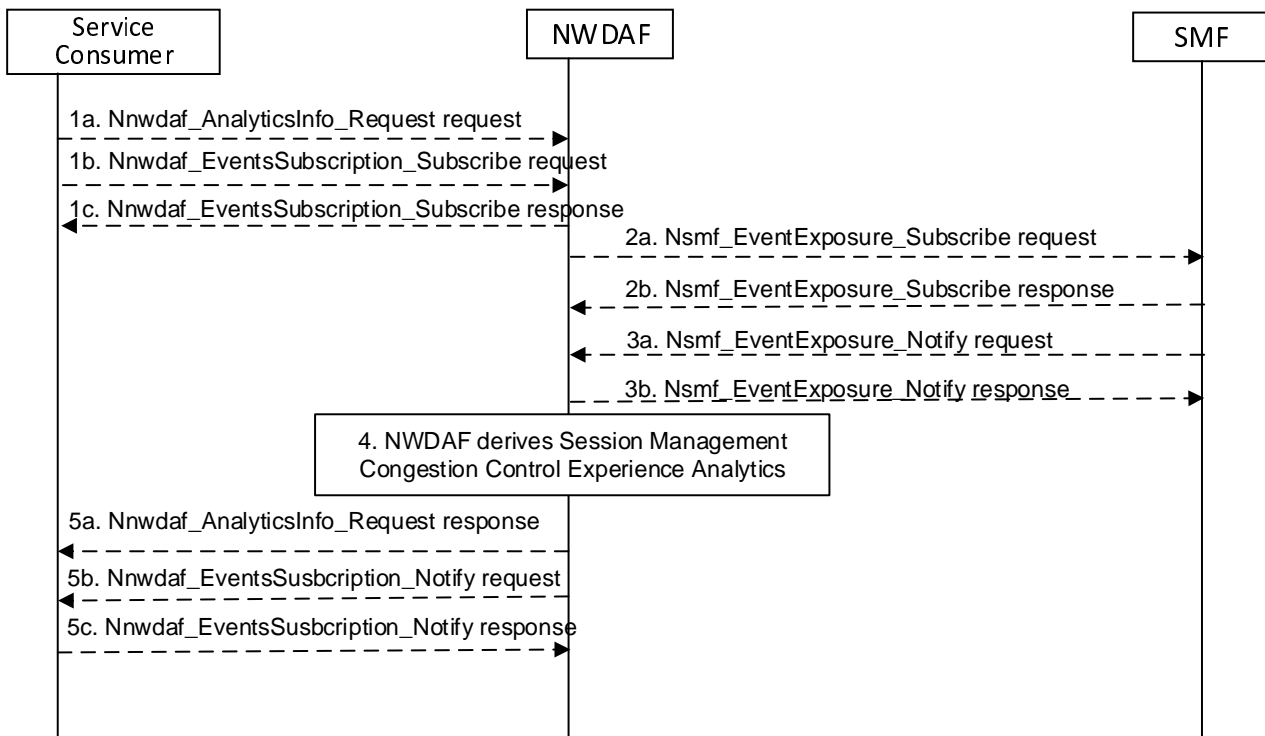 Service
Consumer
NWDAF
SMF
1a. Nnwdaf_AnalyticsInfo_Request request
1b. Nnwdaf_EventsSubscription_Subscribe request
1c. Nnwdaf_EventsSubscription_Subscribe response
2a. Nsmf_EventExposure_Subscribe request
2b. Nsmf_EventExposure_Subscribe response
3a. Nsmf_EventExposure_Notify request
3b. Nsmf_EventExposure_Notify response
4. NWDAF derives Session Management
Congestion Control Experience Analytics
5a. Nnwdaf_AnalyticsInfo_Request response
5b. Nnwdaf_EventsSusbcription_Notify request
5c. Nnwdaf_EventsSusbcription_Notify response